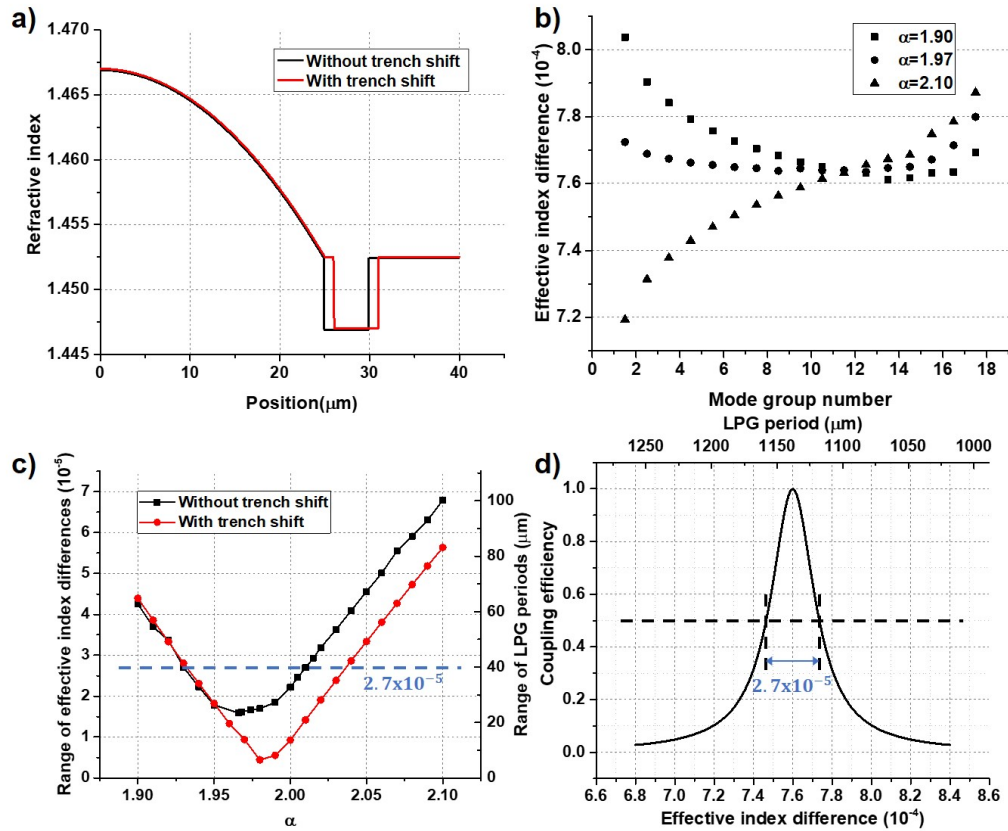 a)
1.470
1.465
1.460
1.455
1.450
1.445
Refractive index
Without trench shift
With trench shift
0 10 20 30 40
Position(μm)
b)
8.0
7.8
7.6
7.4
7.2
Effective index difference (10⁻⁴)
α=1.90
α=1.97
α=2.10
0 2 4 6 8 10 12 14 16 18
Mode group number
c)
7
6
5
4
3
2
1
0
Range of effective index differences (10⁻⁵)
Without trench shift
With trench shift
2.7x10⁻⁵
100
80
60
40
20
0
Range of LPG periods (μm)
1.90 1.95 2.00 2.05 2.10
α
LPG period (μm)
1250 1200 1150 1100 1050 1000
d)
1.0
0.8
0.6
0.4
0.2
0.0
Coupling efficiency
2.7x10⁻⁵
6.6 6.8 7.0 7.2 7.4 7.6 7.8 8.0 8.2 8.4 8.6
Effective index difference (10⁻⁴)